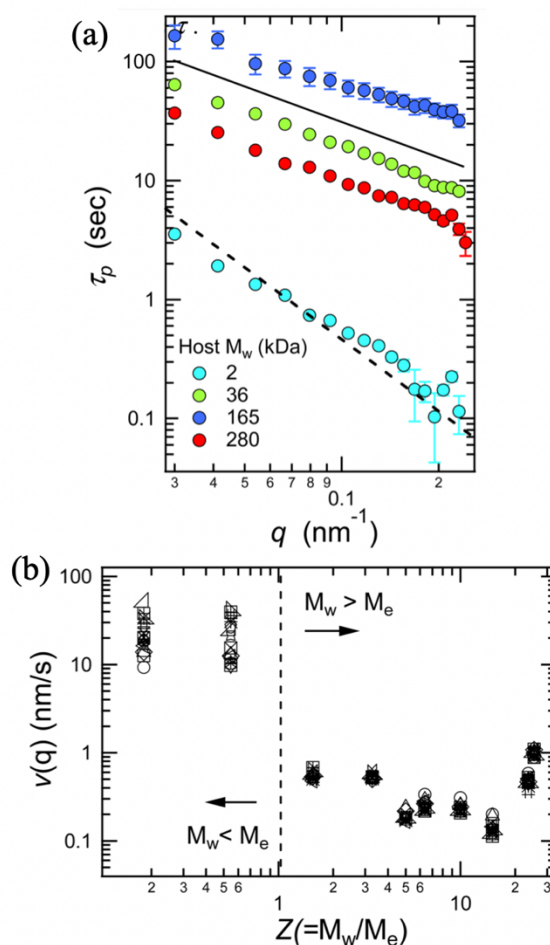 (a)
τ.
100
10
1
0.1
τp (sec)
Host Mw (kDa)
2
36
165
280
3 4 5 6 7 8 9 0.1 2
q (nm⁻¹)
(b)
100
10
1
0.1
v(q) (nm/s)
Mw > Me
Mw < Me
2 3 4 5 6 1 2 3 4 5 6 10 2 3
Z(=Mw/Me)